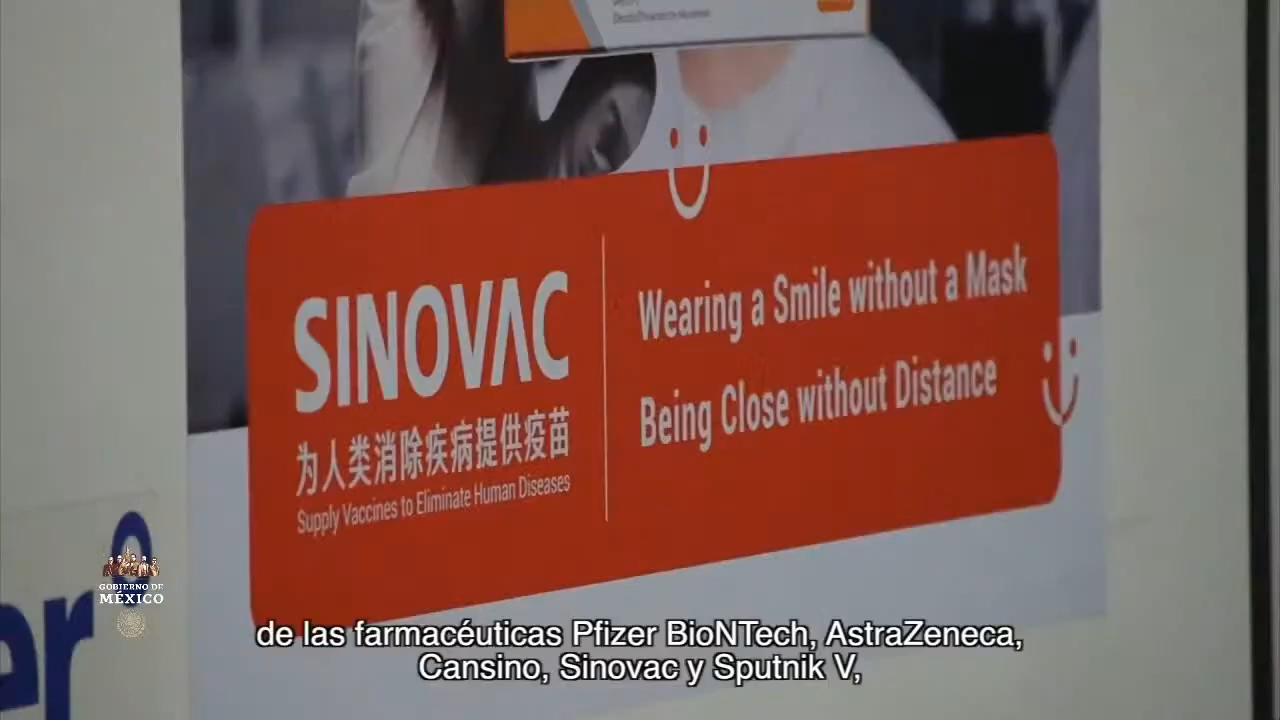 SINOVAC
为人类消除疾病提供疫苗
Supply Vaccines to Eliminate Human Diseases
Wearing a Smile without a Mask
Being Close without Distance
er
GOBIERNO DE
MÉXICO
de las farmacéuticas Pfizer BioNTech, AstraZeneca,
Cansino, Sinovac y Sputnik V,